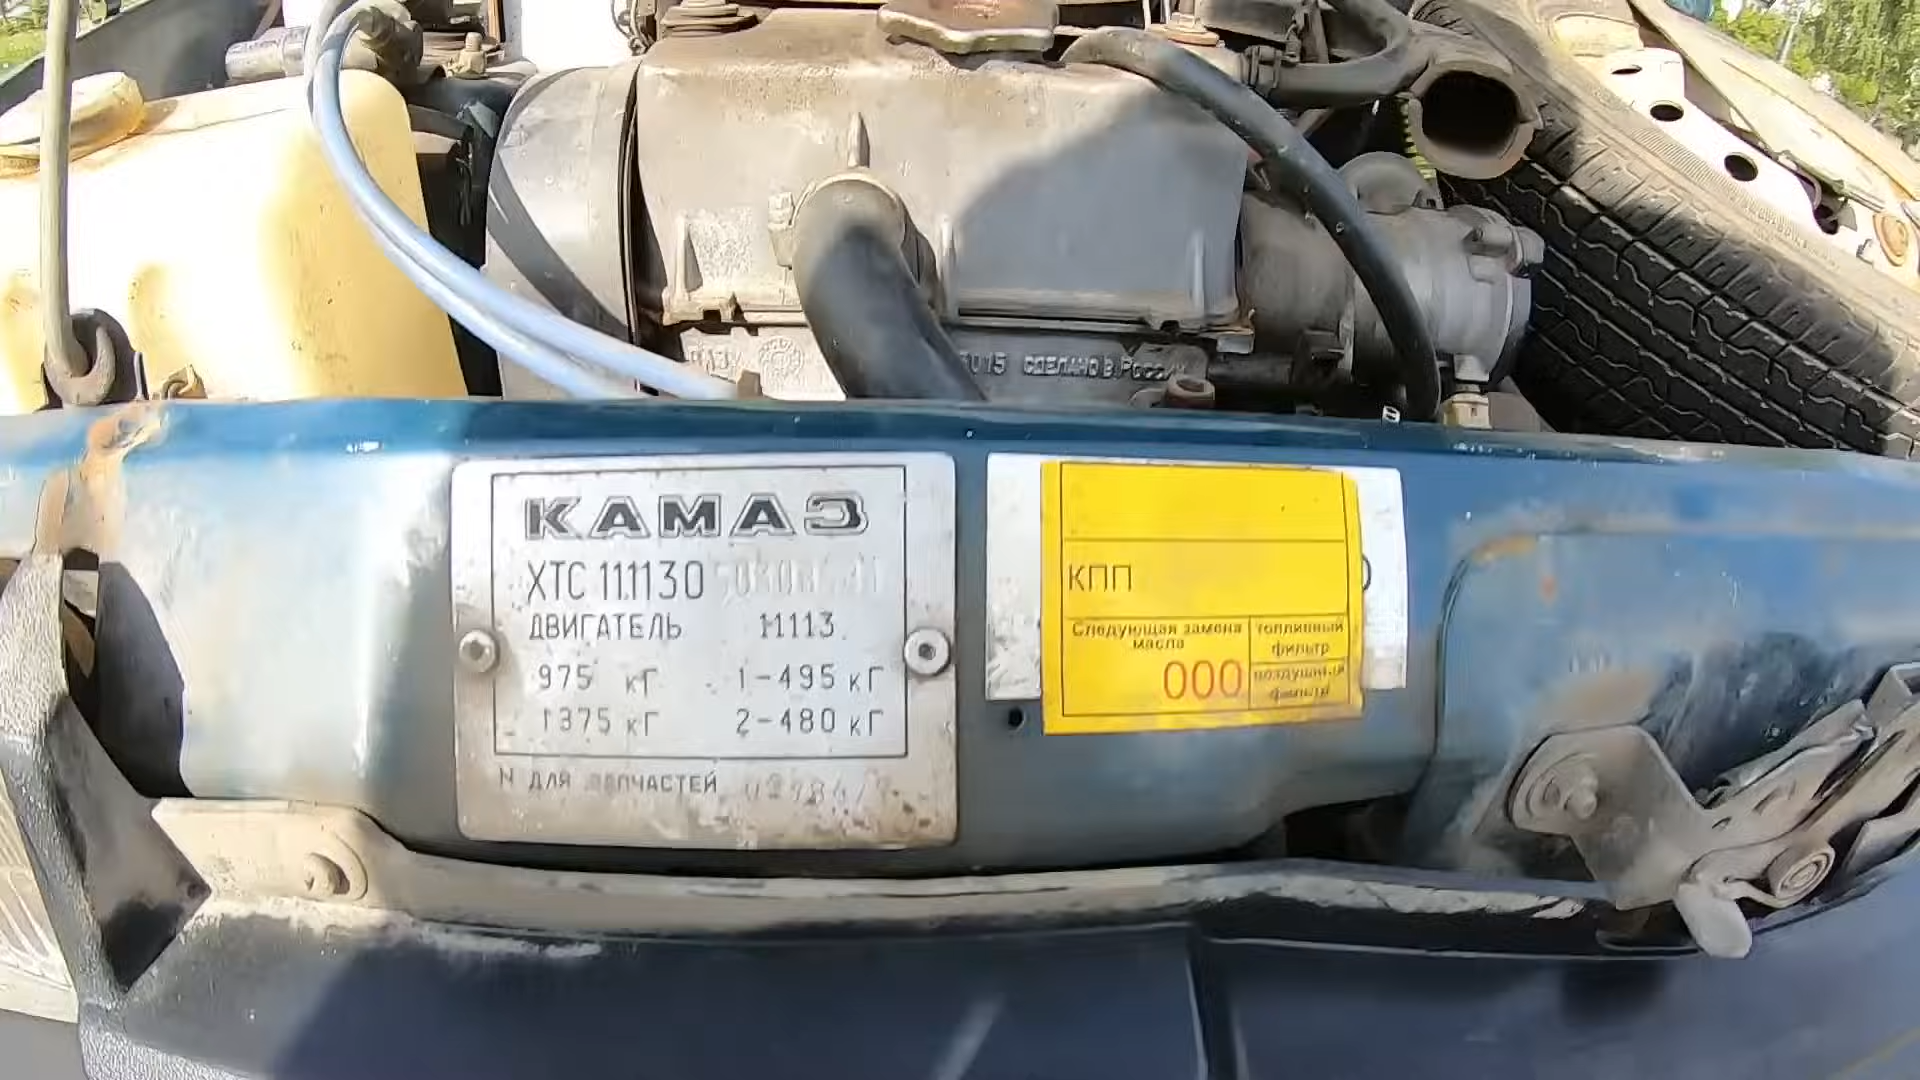 СДЕЛАНО В РОССИИ
КАМАЗ
XTC 111130
ДВИГАТЕЛЬ 11113
975 кГ 1-495 кГ
1375 кГ 2-480 кГ
N ДЛЯ ЗАПЧАСТЕЙ
КПП
Следующая замена масла
000
топливный
фильтр
воздушный
фильтр